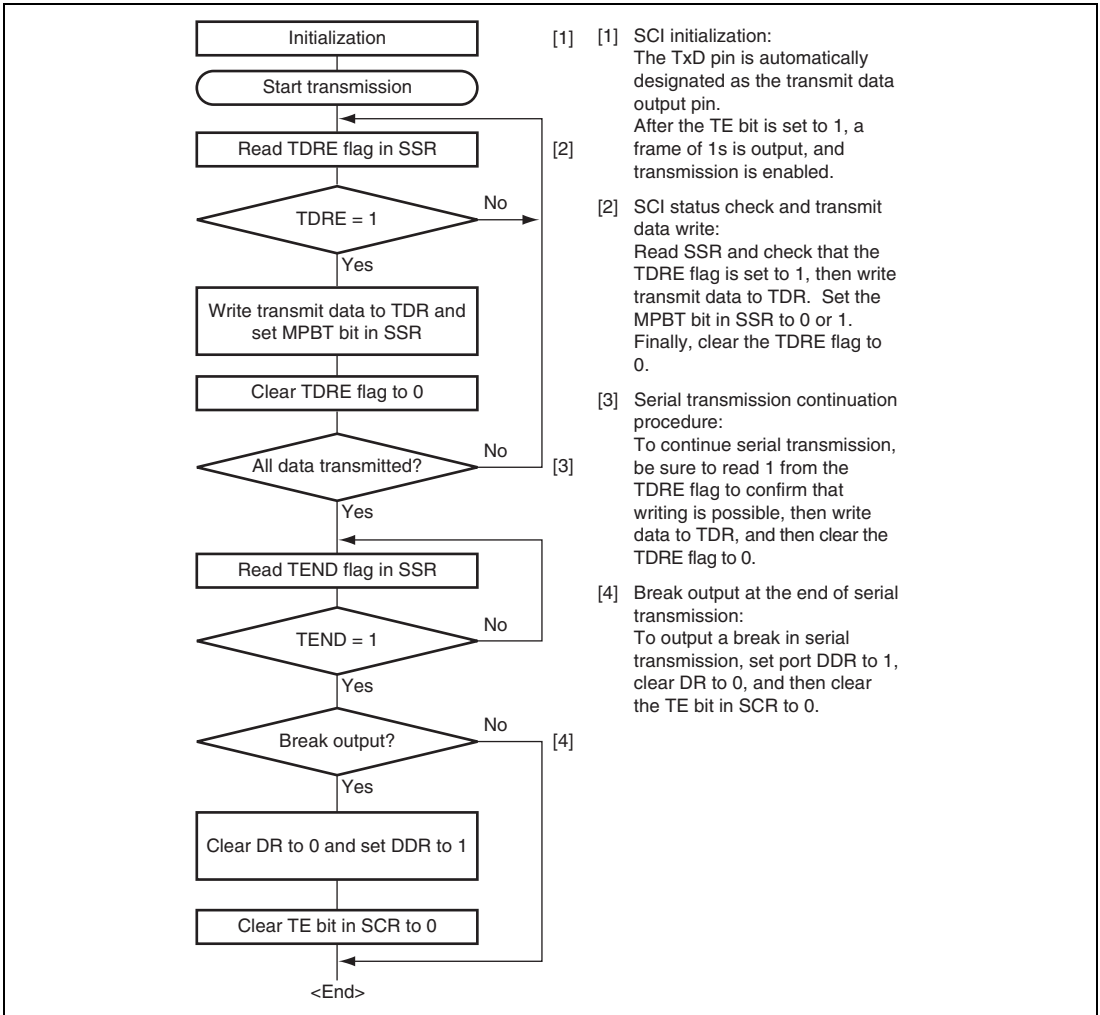 Initialization
[1]
Start transmission
Read TDRE flag in SSR
[2]
No
TDRE = 1
Yes
Write transmit data to TDR and
set MPBT bit in SSR
Clear TDRE flag to 0
No
All data transmitted?
[3]
Yes
Read TEND flag in SSR
No
TEND = 1
Yes
No
Break output?
[4]
Yes
Clear DR to 0 and set DDR to 1
Clear TE bit in SCR to 0
<End>
[1] SCI initialization:
The TxD pin is automatically
designated as the transmit data
output pin.
After the TE bit is set to 1, a
frame of 1s is output, and
transmission is enabled.
[2] SCI status check and transmit
data write:
Read SSR and check that the
TDRE flag is set to 1, then write
transmit data to TDR. Set the
MPBT bit in SSR to 0 or 1.
Finally, clear the TDRE flag to
0.
[3] Serial transmission continuation
procedure:
To continue serial transmission,
be sure to read 1 from the
TDRE flag to confirm that
writing is possible, then write
data to TDR, and then clear the
TDRE flag to 0.
[4] Break output at the end of serial
transmission:
To output a break in serial
transmission, set port DDR to 1,
clear DR to 0, and then clear
the TE bit in SCR to 0.